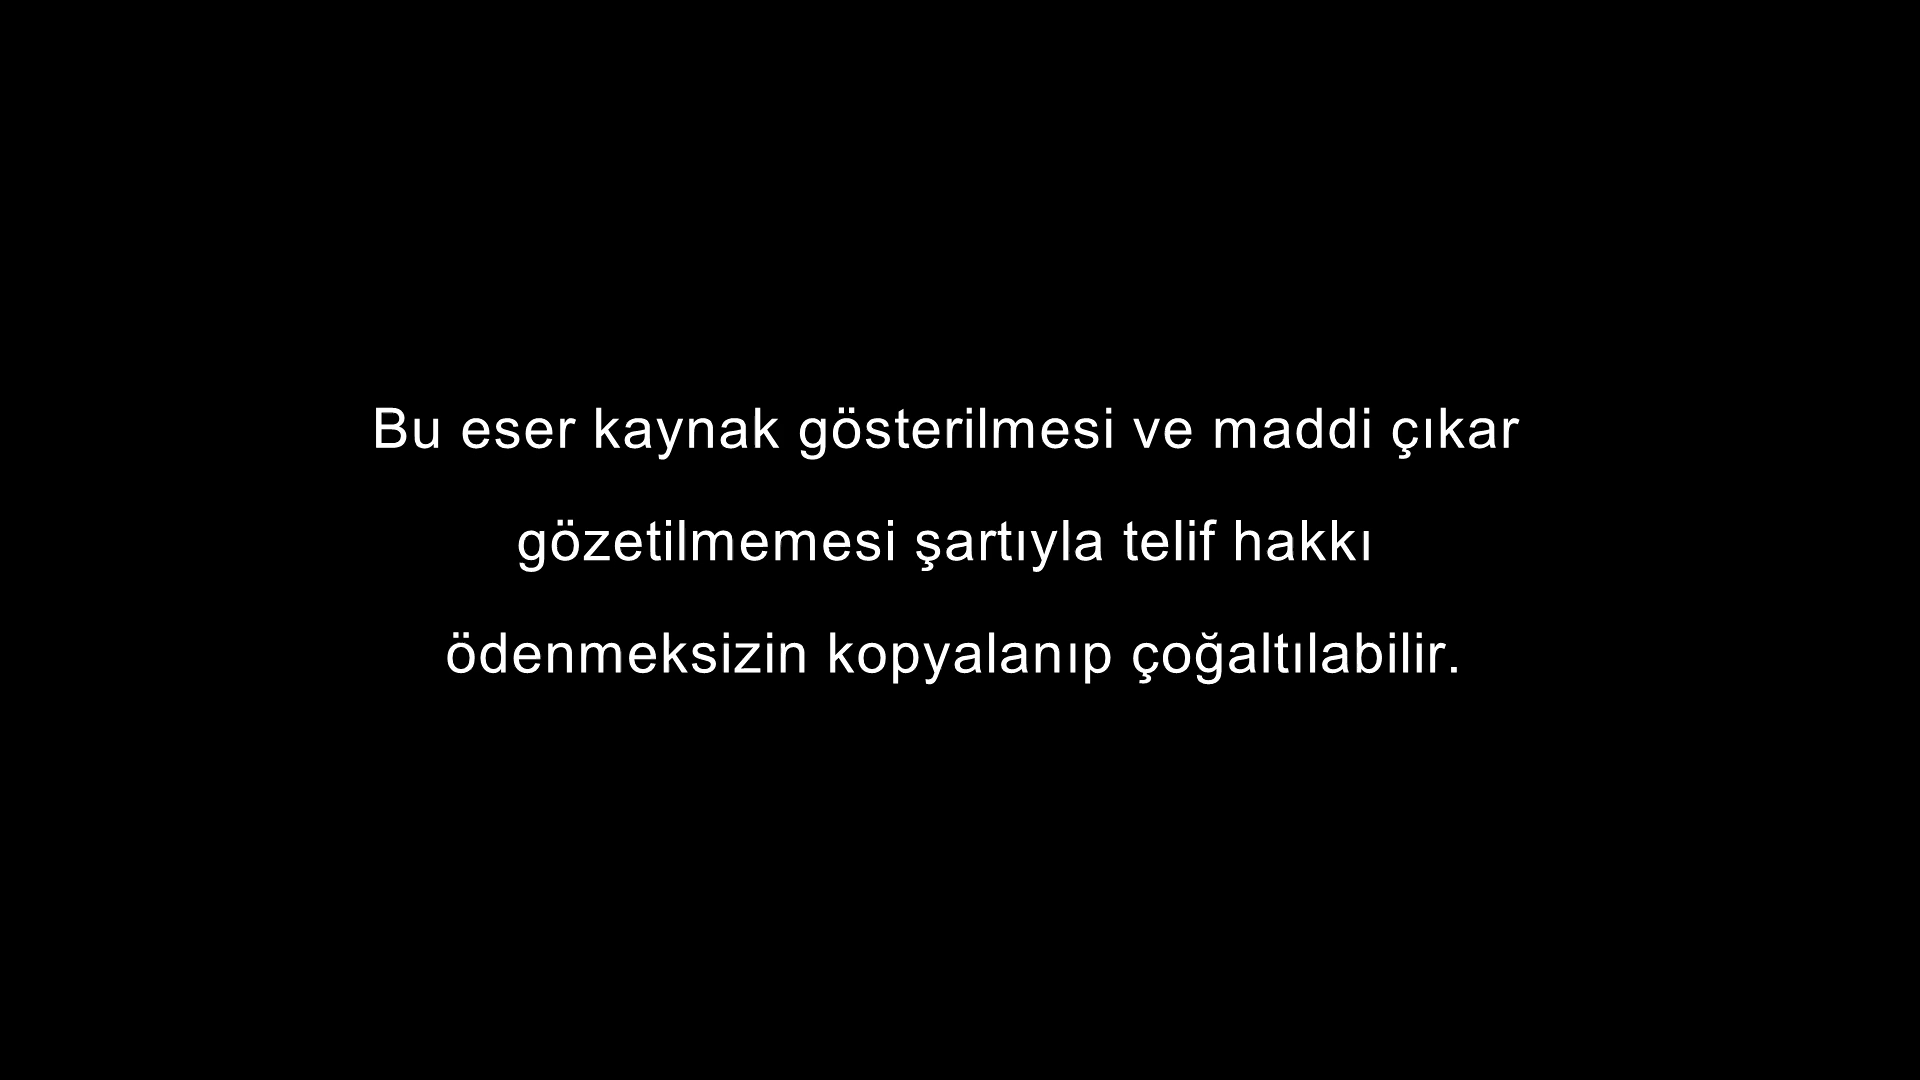 Bu eser kaynak gösterilmesi ve maddi çıkar
gözetilmemesi şartıyla telif hakkı
ödenmeksizin kopyalanıp çoğaltılabilir.